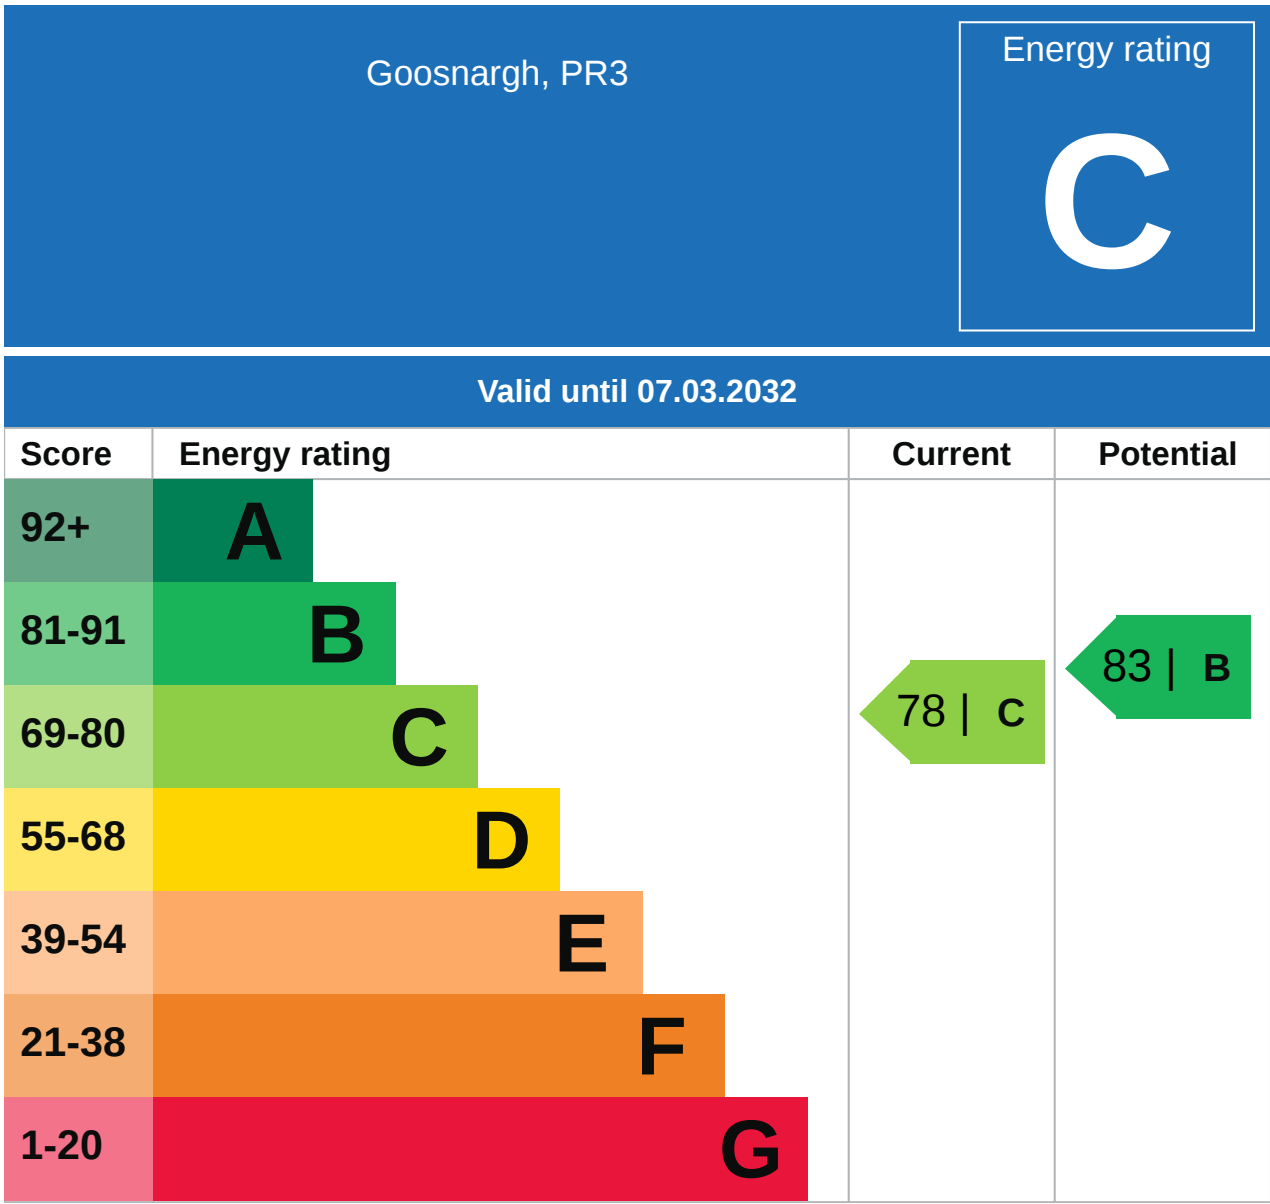 Goosnargh, PR3
Energy rating
C
Valid until 07.03.2032
Score Energy rating Current Potential
92+ A
81-91 B
83 | B
69-80 C
78 | C
55-68 D
39-54 E
21-38 F
1-20 G